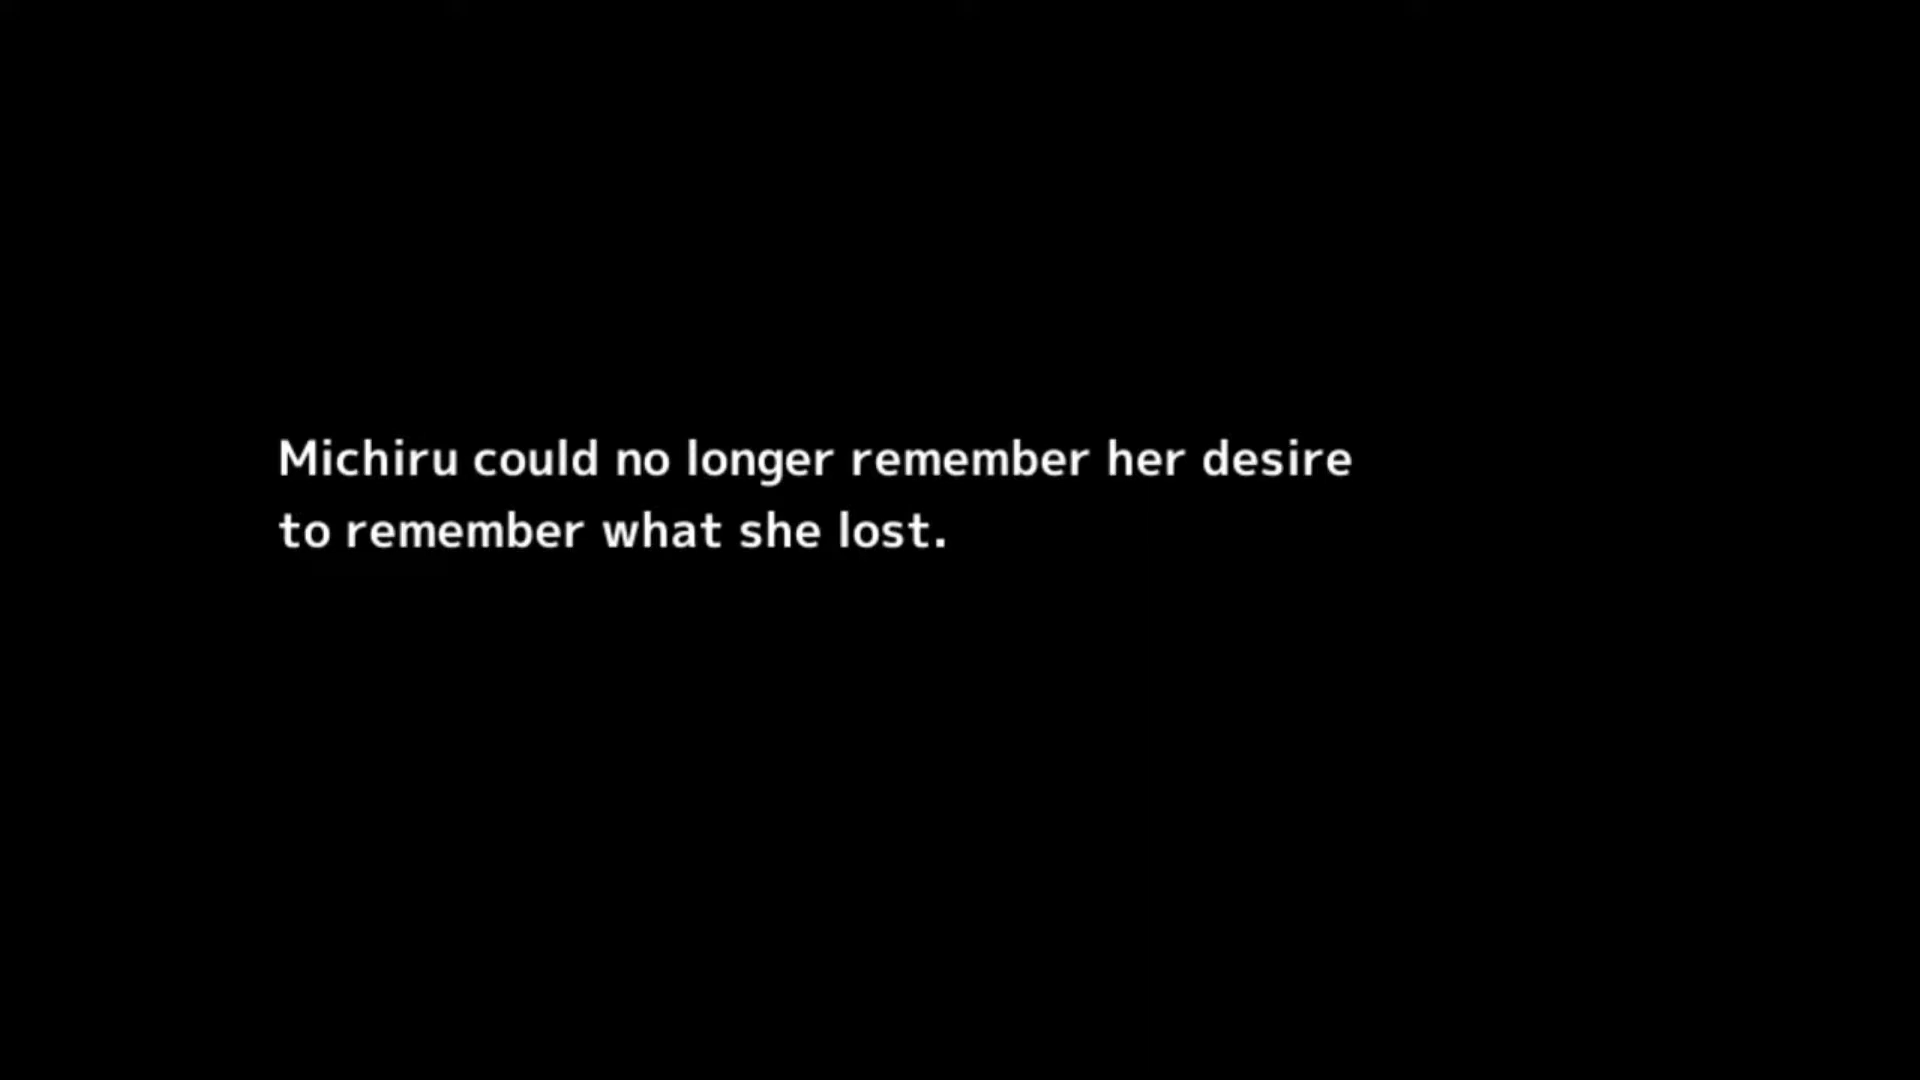 Michiru could no longer remember her desire
to remember what she lost.